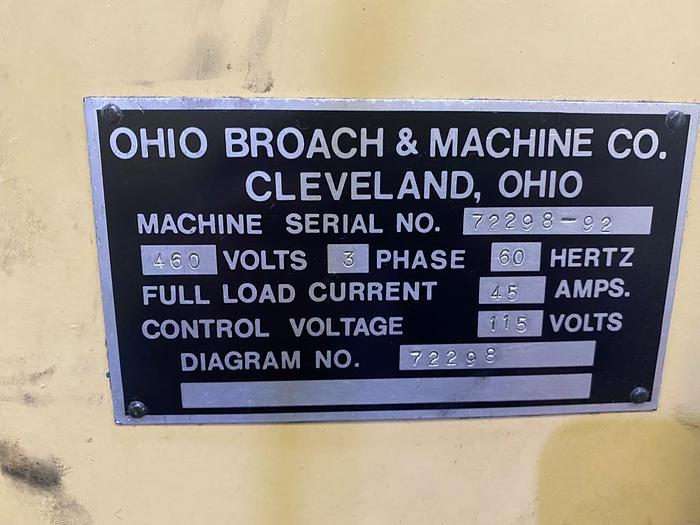 OHIO BROACH & MACHINE CO.
CLEVELAND, OHIO
MACHINE SERIAL NO. 72298-92
460 VOLTS 3 PHASE 60 HERTZ
FULL LOAD CURRENT 45 AMPS.
CONTROL VOLTAGE 115 VOLTS
DIAGRAM NO. 72298